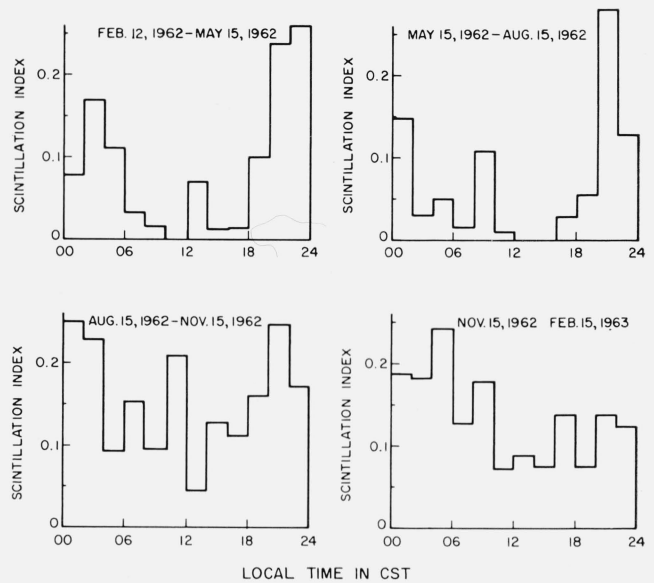 FEB. 12, 1962-MAY 15, 1962
SCINTILLATION INDEX
0.2
0.1
0
00 06 12 18 24
MAY 15, 1962-AUG. 15, 1962
SCINTILLATION INDEX
0.2
0.1
0
00 06 12 18 24
AUG. 15, 1962-NOV. 15, 1962
SCINTILLATION INDEX
0.2
0.1
0
00 06 12 18 24
NOV. 15, 1962 FEB. 15, 1963
SCINTILLATION INDEX
0.2
0.1
0
00 06 12 18 24
LOCAL TIME IN CST